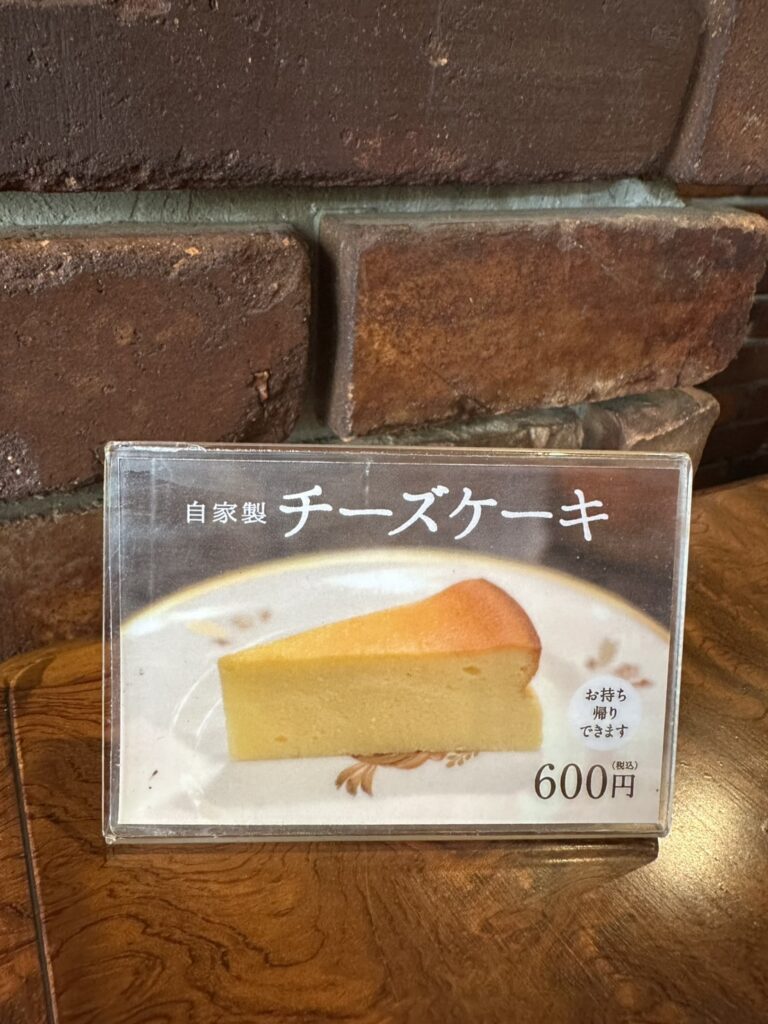 自家製 チーズケーキ
お持ち
帰り
できます
(税込)
600円